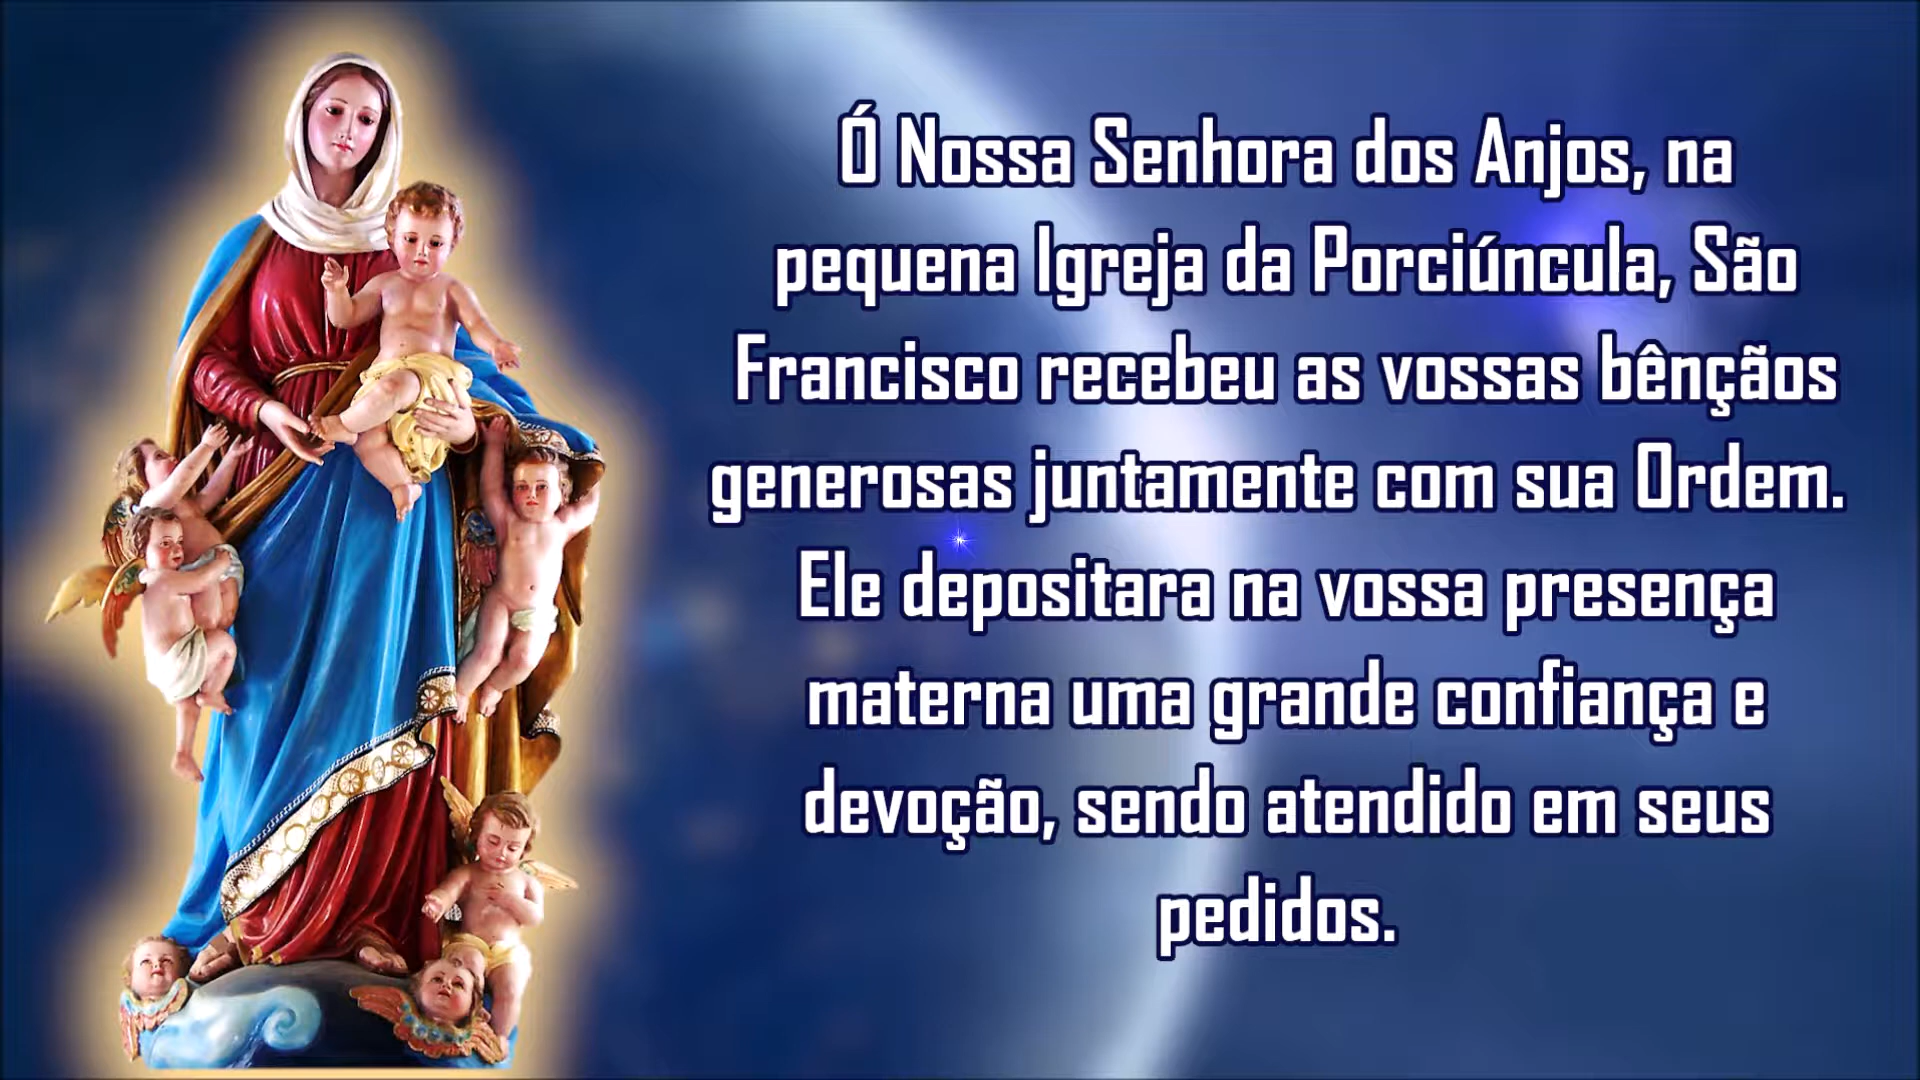 Ó Nossa Senhora dos Anjos, na
pequena Igreja da Porciúncula, São
Francisco recebeu as vossas bênçãos
generosas juntamente com sua Ordem.
Ele depositara na vossa presença
materna uma grande confiança e
devoção, sendo atendido em seus
pedidos.